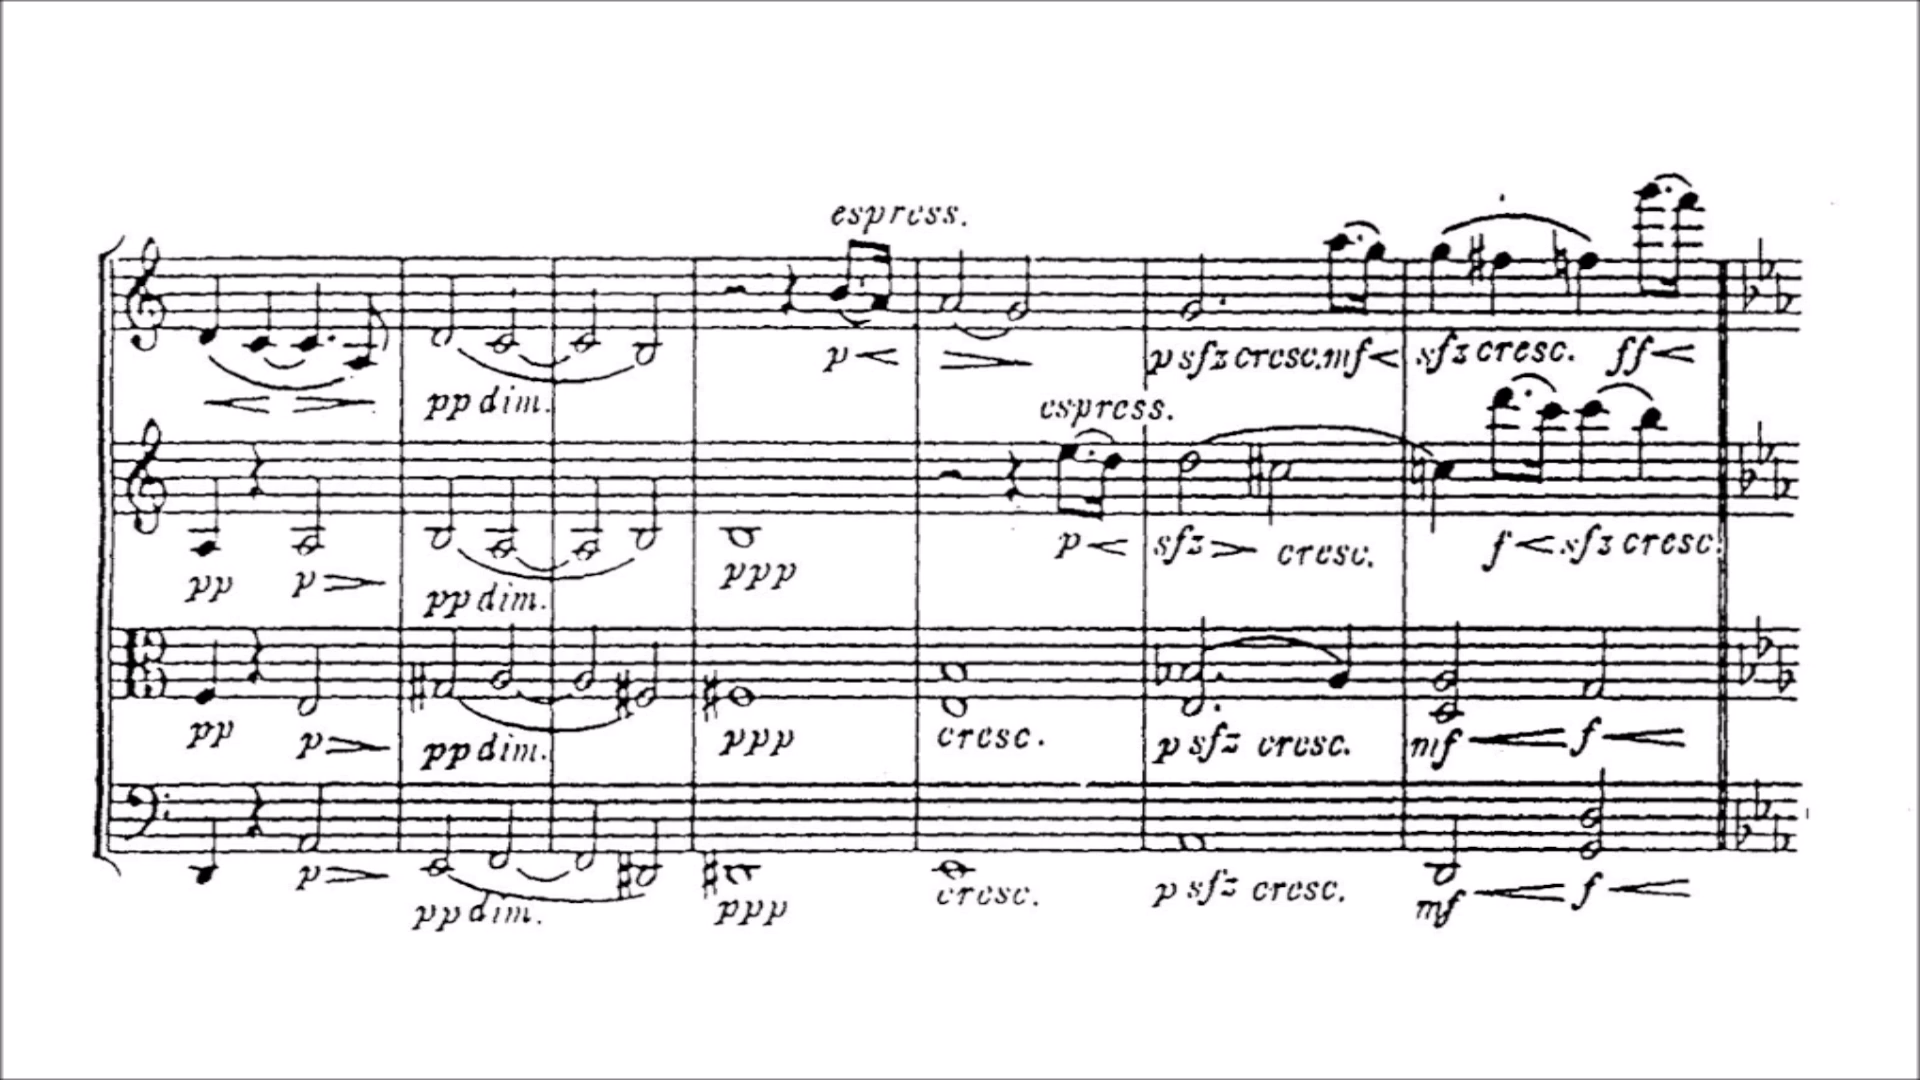 espress.
p
p sfz cresc. mf
sfz cresc.
ff
pp dim.
espress.
p
sfz
cresc.
f
sfz cresc.
pp
p
pp dim.
ppp
pp
p
pp dim.
ppp
cresc.
p sfz cresc.
mf
f
p
pp dim.
ppp
cresc.
p sfz cresc.
mf
f